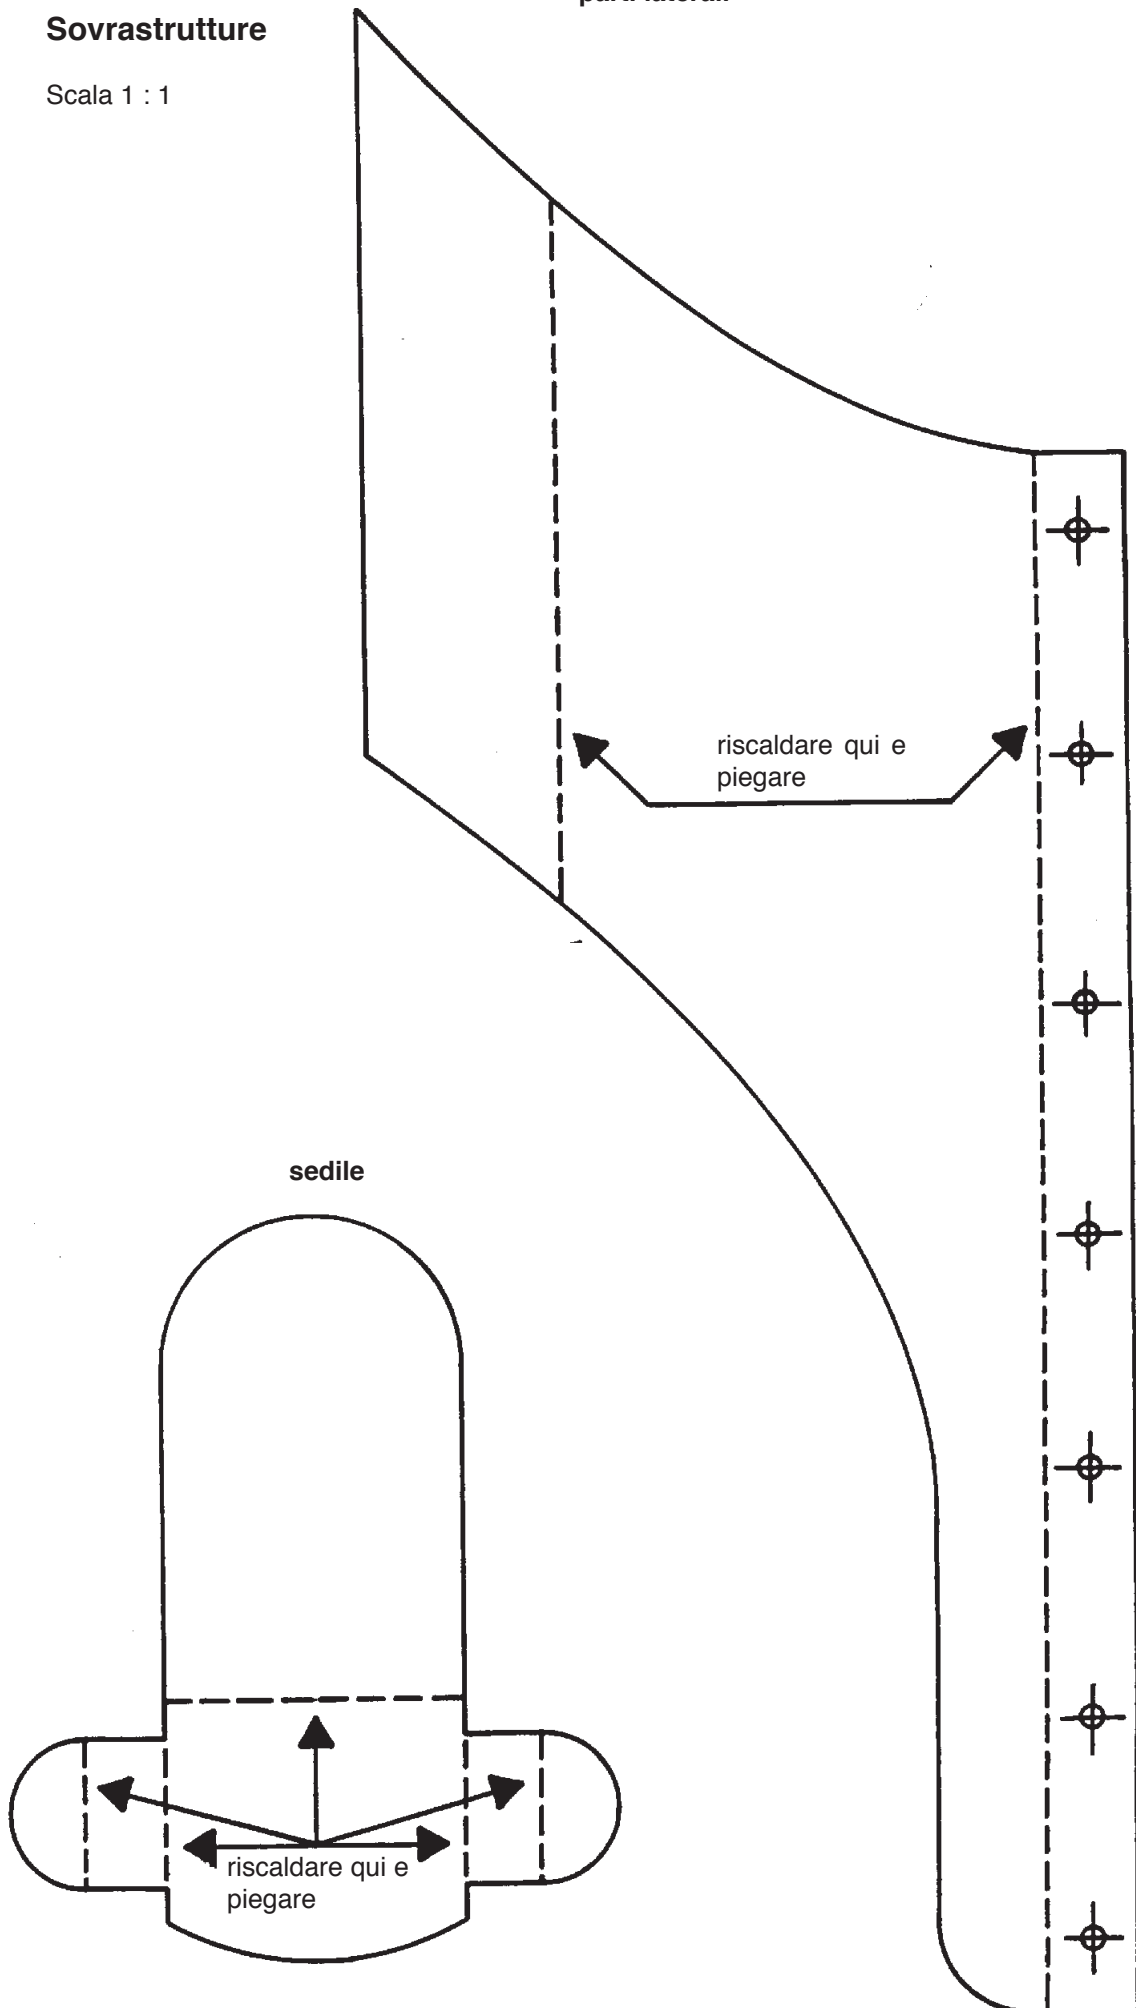 Sovrastrutture
Scala 1 : 1
riscaldare qui e
piegare
sedile
riscaldare qui e
piegare